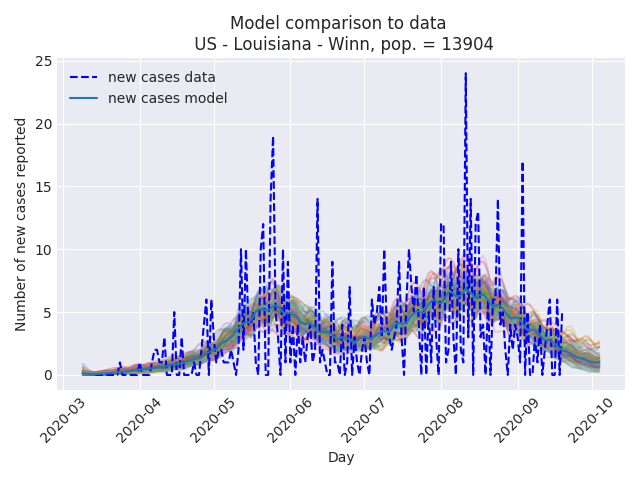 Model comparison to data
US - Louisiana - Winn, pop. = 13904
new cases data
new cases model
Number of new cases reported
25
20
15
10
5
0
2020-03
2020-04
2020-05
2020-06
2020-07
2020-08
2020-09
2020-10
Day